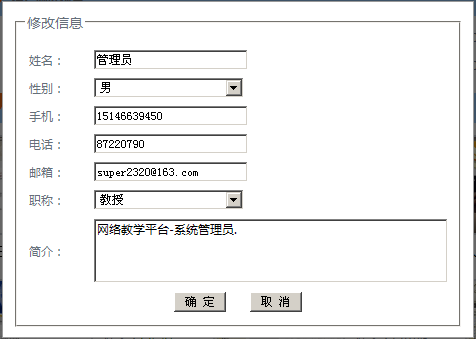 修改信息
姓名： 管理员
性别： 男
手机： 15146639450
电话： 87220790
邮箱： super2320@163.com
职称： 教授
简介： 网络教学平台-系统管理员.
确 定 取 消